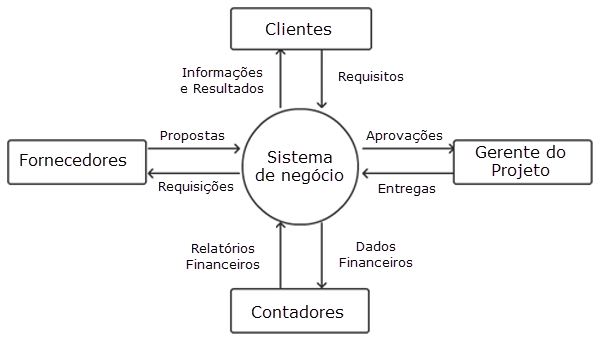 Clientes
Informações
e Resultados
Requisitos
Propostas
Aprovações
Fornecedores
Sistema
de negócio
Gerente do
Projeto
Requisições
Entregas
Relatórios
Financeiros
Dados
Financeiros
Contadores